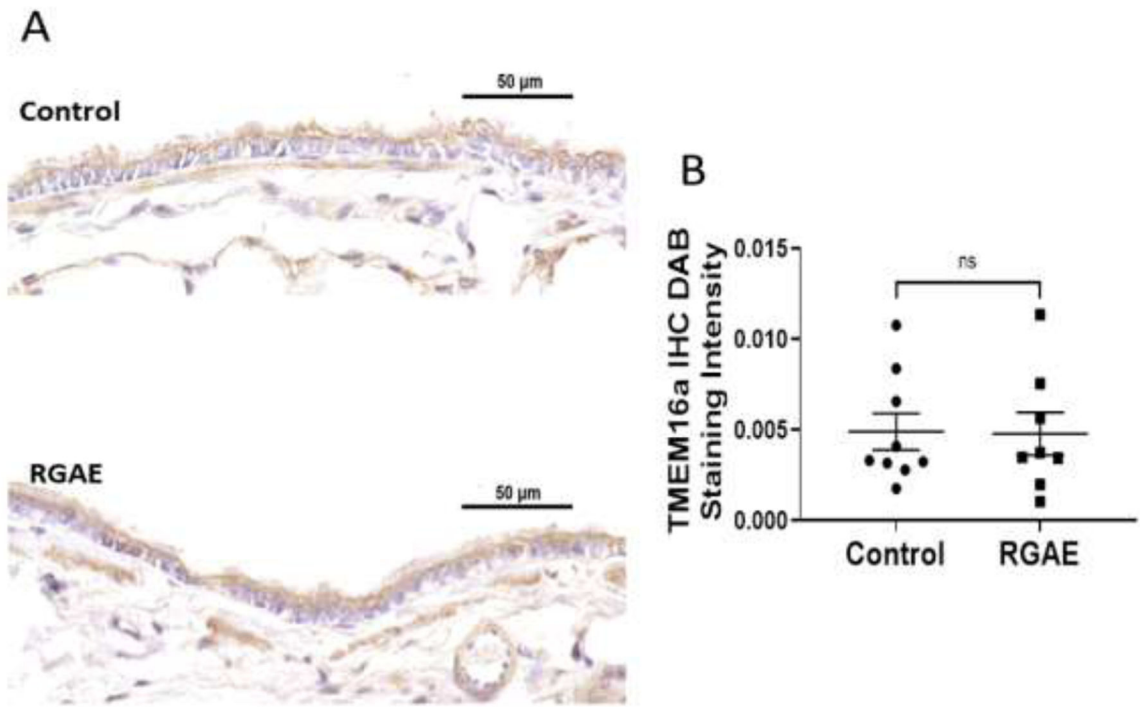 A
Control
50 µm
RGAE
50 µm
B
TMEM16a IHC DAB
Staining Intensity
0.015
0.010
0.005
0.000
ns
Control
RGAE